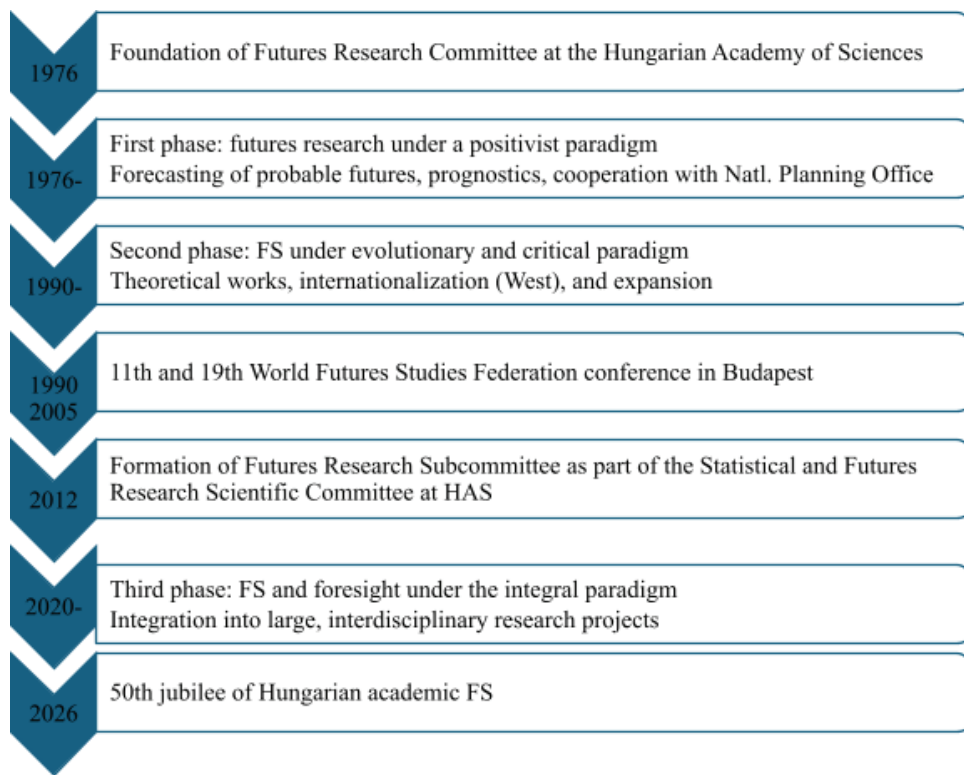 1976
Foundation of Futures Research Committee at the Hungarian Academy of Sciences
1976-
First phase: futures research under a positivist paradigm
Forecasting of probable futures, prognostics, cooperation with Natl. Planning Office
1990-
Second phase: FS under evolutionary and critical paradigm
Theoretical works, internationalization (West), and expansion
1990
2005
11th and 19th World Futures Studies Federation conference in Budapest
2012
Formation of Futures Research Subcommittee as part of the Statistical and Futures
Research Scientific Committee at HAS
2020-
Third phase: FS and foresight under the integral paradigm
Integration into large, interdisciplinary research projects
2026
50th jubilee of Hungarian academic FS